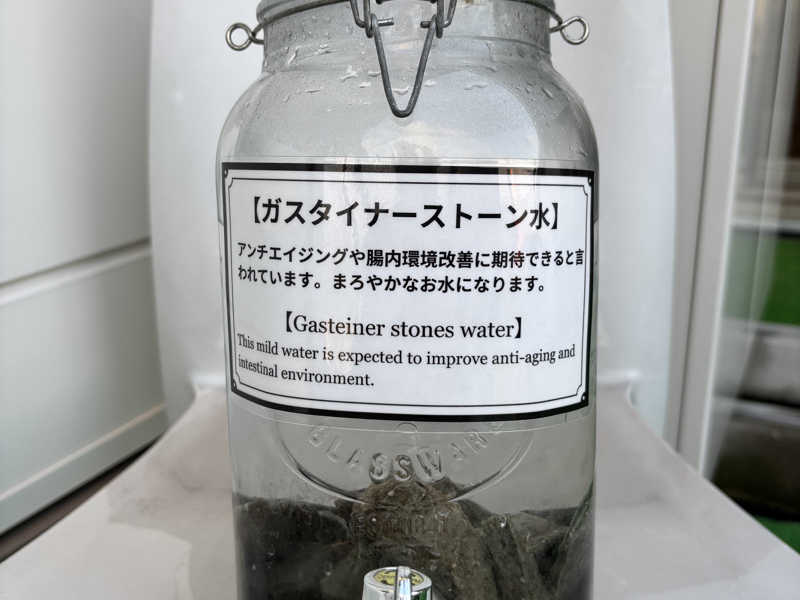 【ガスタイナーストーン水】
アンチエイジングや腸内環境改善に期待できると言
われています。まろやかなお水になります。
【Gasteiner stones water】
This mild water is expected to improve anti-aging and
intestinal environment.
GLASSWARE